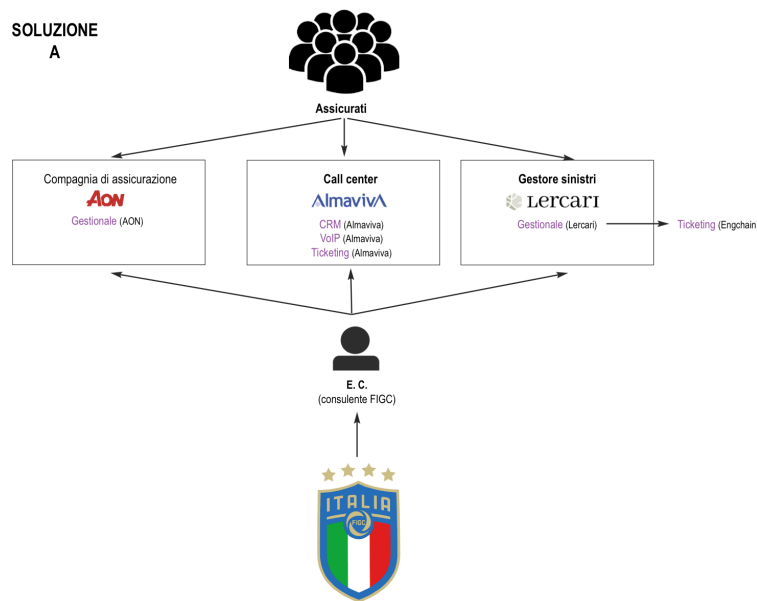 SOLUZIONE
A
Assicurati
Compagnia di assicurazione
AON
Gestionale (AON)
Call center
AlmavivA
CRM (Almaviva)
VoIP (Almaviva)
Ticketing (Almaviva)
Gestore sinistri
LERCARI
Gestionale (Lercari)
Ticketing (Engchain
E. C.
(consulente FIGC)
ITALIA
FIGC